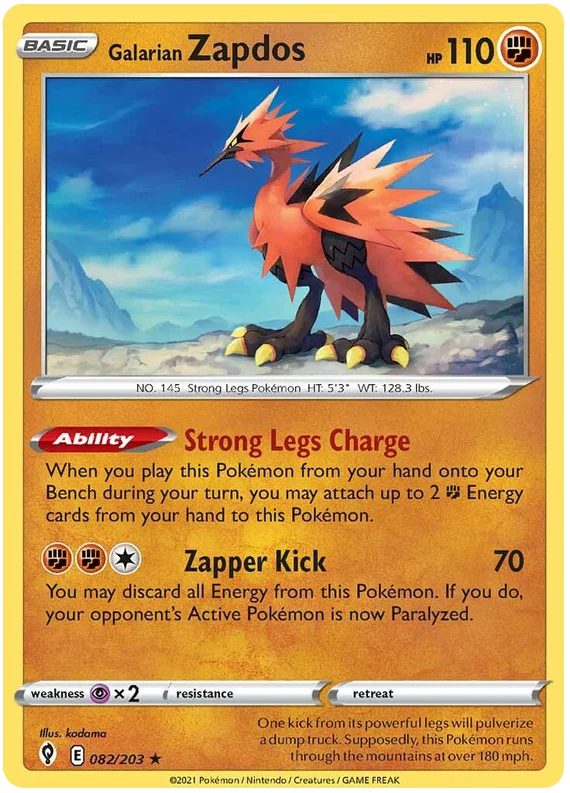 BASIC Galarian Zapdos HP 110
NO. 145 Strong Legs Pokémon HT: 5'3" WT: 128.3 lbs.
Ability Strong Legs Charge
When you play this Pokémon from your hand onto your
Bench during your turn, you may attach up to 2 Energy
cards from your hand to this Pokémon.
Zapper Kick 70
You may discard all Energy from this Pokémon. If you do,
your opponent's Active Pokémon is now Paralyzed.
weakness ×2 resistance retreat
Illus. kodama
One kick from its powerful legs will pulverize
a dump truck. Supposedly, this Pokémon runs
through the mountains at over 180 mph.
E 082/203 ★
©2021 Pokémon / Nintendo / Creatures / GAME FREAK